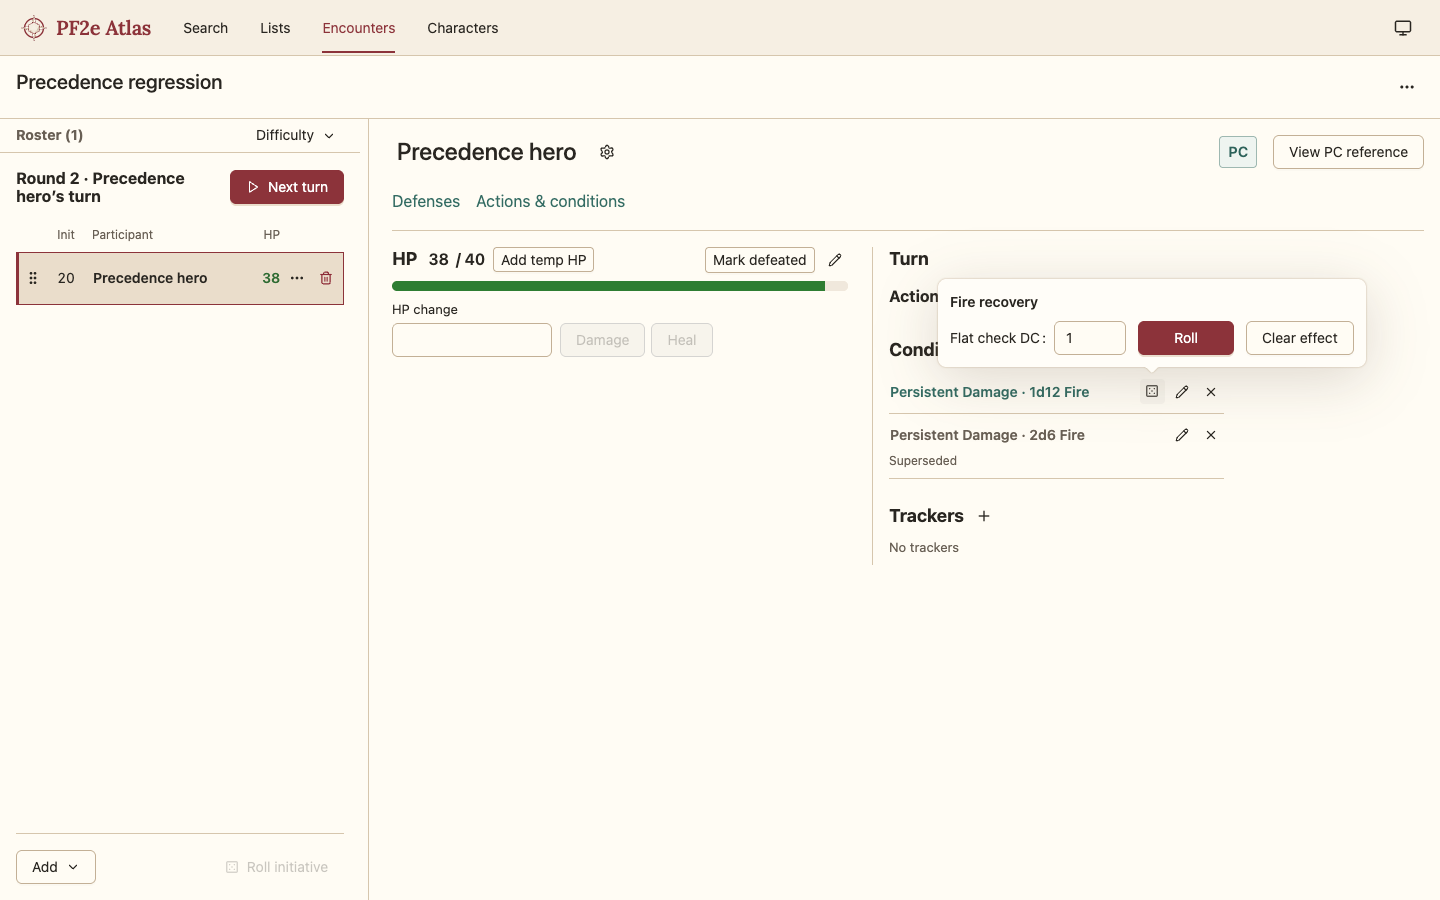 PF2e Atlas
Search
Lists
Encounters
Characters
Precedence regression
Roster (1)
Difficulty
Round 2 · Precedence
hero’s turn
Next turn
Init
Participant
HP
20
Precedence hero
38
Add
Roll initiative
Precedence hero
PC
View PC reference
Defenses
Actions & conditions
HP 38 / 40
Add temp HP
Mark defeated
HP change
Damage
Heal
Turn
Action
Condi
Fire recovery
Flat check DC :
1
Roll
Clear effect
Persistent Damage · 1d12 Fire
Persistent Damage · 2d6 Fire
Superseded
Trackers
No trackers